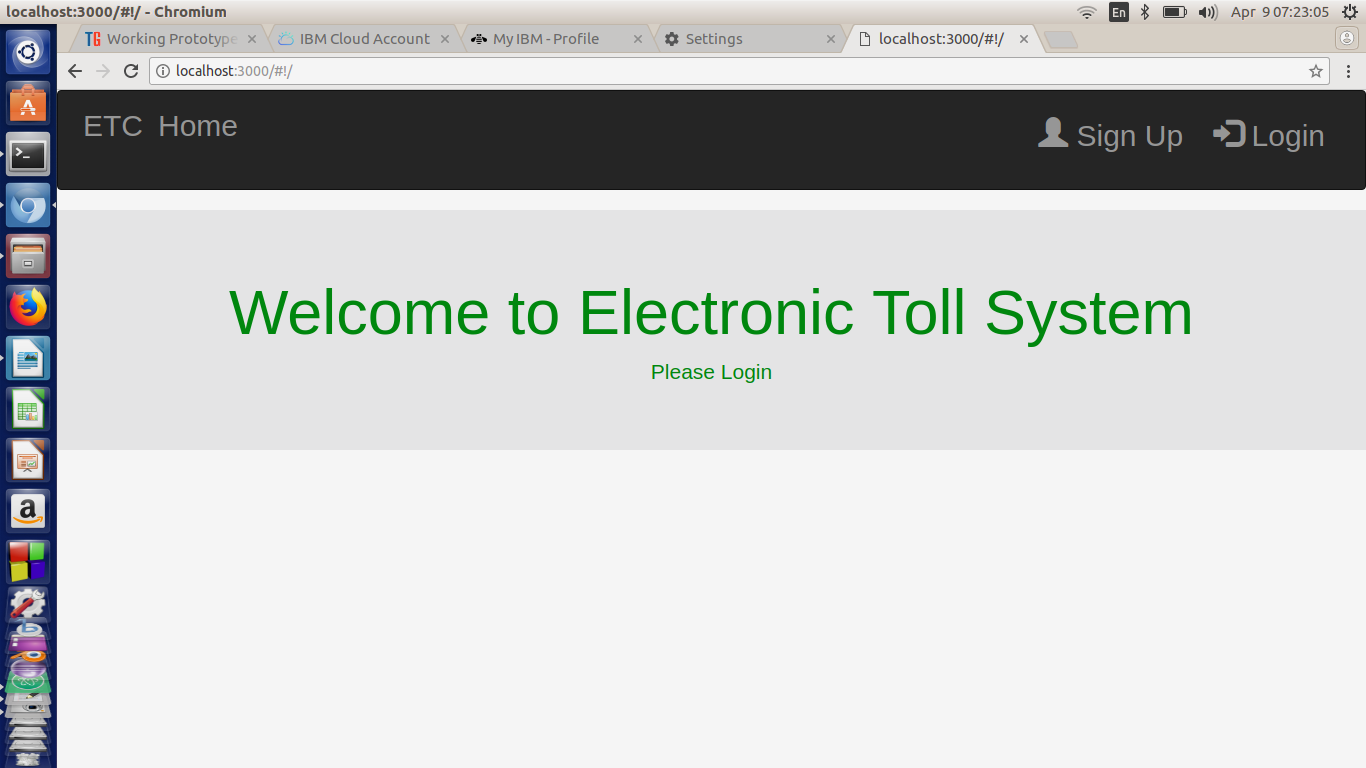 localhost:3000/#!/ - Chromium
En
Apr 9 07:23:05
TG Working Prototype
IBM Cloud Account
My IBM - Profile
Settings
localhost:3000/#!/
localhost:3000/#!/
ETC Home
Sign Up
Login
Welcome to Electronic Toll System
Please Login